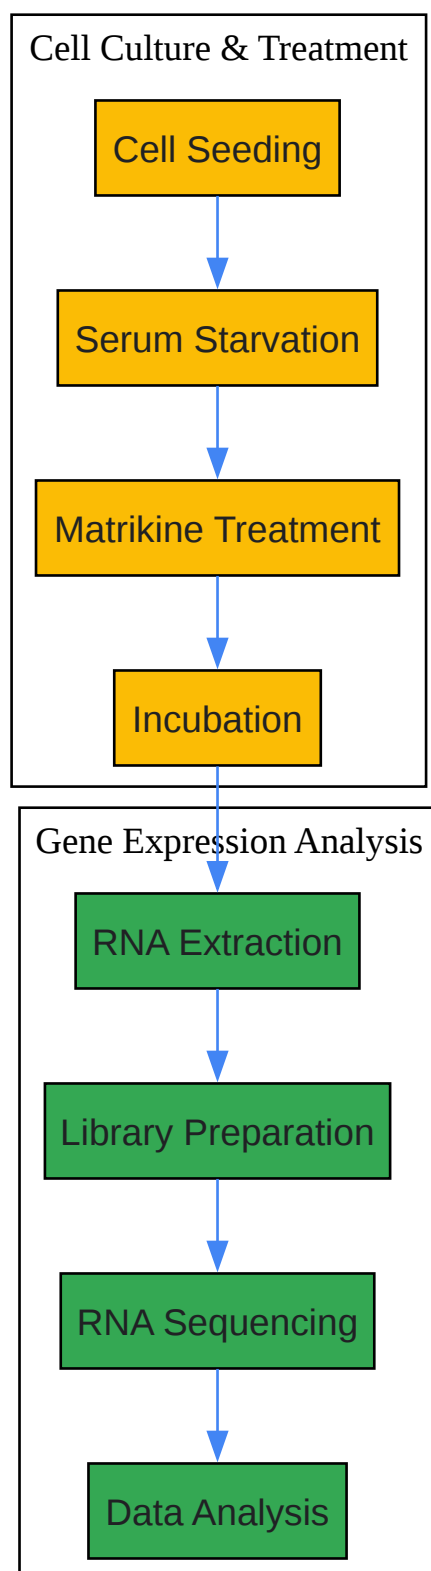 Cell Culture & Treatment
Cell Seeding
Serum Starvation
Matrikine Treatment
Incubation
Gene Expression Analysis
RNA Extraction
Library Preparation
RNA Sequencing
Data Analysis